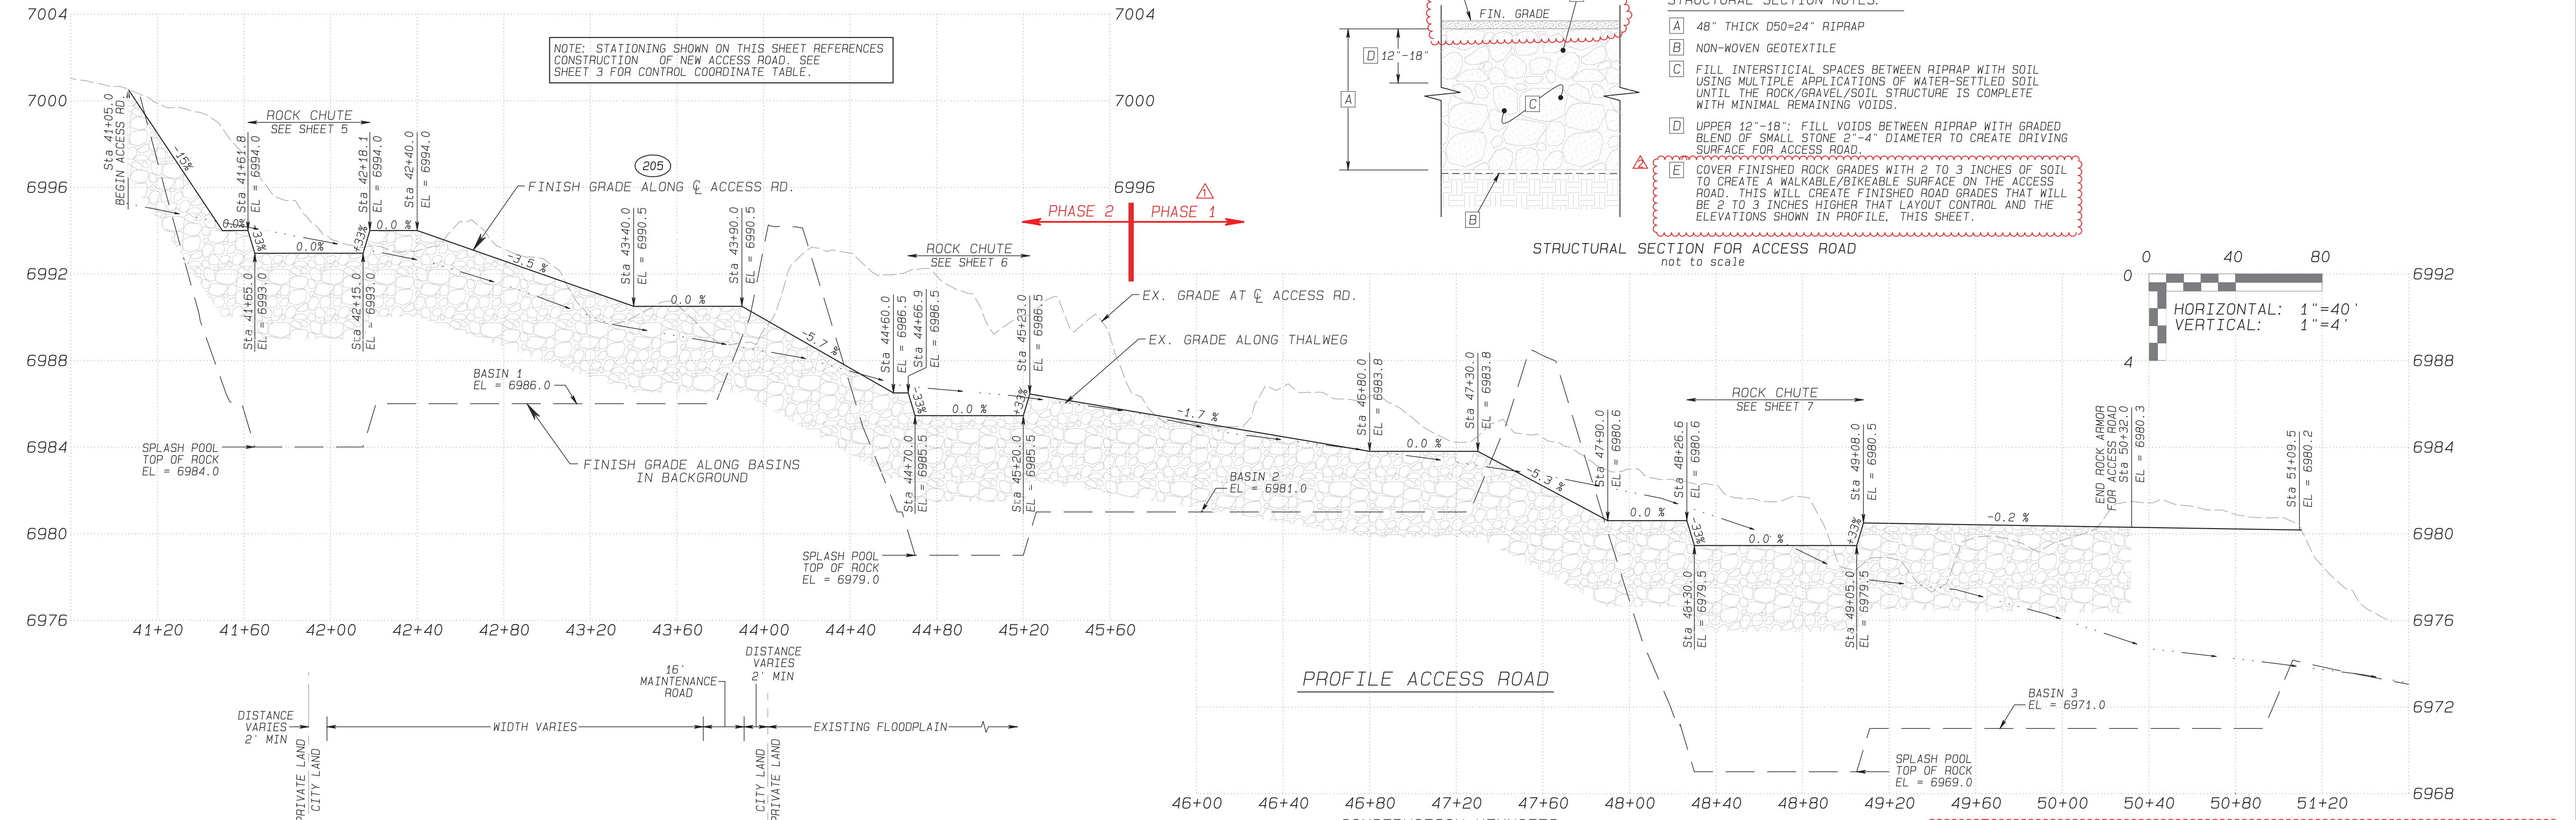 7004
7004
7000
7000
6996
6996
6992
6992
6988
6988
6984
6984
6980
6980
6976
6976
6972
6968
NOTE: STATIONING SHOWN ON THIS SHEET REFERENCES
CONSTRUCTION OF NEW ACCESS ROAD. SEE
SHEET 3 FOR CONTROL COORDINATE TABLE.
Sta 41+05.0
BEGIN ACCESS RD.
-15%
0.0%
Sta 41+61.8
EL = 6994.0
ROCK CHUTE
SEE SHEET 5
-33%
0.0%
+33%
Sta 41+65.0
EL = 6993.0
Sta 42+15.0
EL = 6993.0
Sta 42+18.1
EL = 6994.0
0.0 %
Sta 42+40.0
EL = 6994.0
205
FINISH GRADE ALONG ℄ ACCESS RD.
-3.5 %
Sta 43+40.0
EL = 6990.5
0.0 %
Sta 43+90.0
EL = 6990.5
-5.7 %
BASIN 1
EL = 6986.0
SPLASH POOL
TOP OF ROCK
EL = 6984.0
FINISH GRADE ALONG BASINS
IN BACKGROUND
Sta 44+60.0
EL = 6986.5
Sta 44+66.9
EL = 6986.5
ROCK CHUTE
SEE SHEET 6
-33%
0.0 %
+33%
Sta 44+70.0
EL = 6985.5
Sta 45+20.0
EL = 6985.5
Sta 45+23.0
EL = 6986.5
SPLASH POOL
TOP OF ROCK
EL = 6979.0
PHASE 2
PHASE 1
1
EX. GRADE AT ℄ ACCESS RD.
EX. GRADE ALONG THALWEG
-1.7 %
BASIN 2
EL = 6981.0
Sta 46+80.0
EL = 6983.8
0.0 %
Sta 47+30.0
EL = 6983.8
-5.3 %
Sta 47+90.0
EL = 6980.6
0.0 %
Sta 48+26.6
EL = 6980.6
ROCK CHUTE
SEE SHEET 7
-33%
0.0 %
+33%
Sta 48+30.0
EL = 6979.5
Sta 49+05.0
EL = 6979.5
Sta 49+08.0
EL = 6980.5
-0.2 %
END ROCK ARMOR
FOR ACCESS ROAD
Sta 50+32.0
EL = 6980.3
Sta 51+09.5
EL = 6980.2
BASIN 3
EL = 6971.0
SPLASH POOL
TOP OF ROCK
EL = 6969.0
FIN. GRADE
D 12"-18"
A
C
B
STRUCTURAL SECTION FOR ACCESS ROAD
not to scale
STRUCTURAL SECTION NOTES:
A 48" THICK D50=24" RIPRAP
B NON-WOVEN GEOTEXTILE
C FILL INTERSTICIAL SPACES BETWEEN RIPRAP WITH SOIL
USING MULTIPLE APPLICATIONS OF WATER-SETTLED SOIL
UNTIL THE ROCK/GRAVEL/SOIL STRUCTURE IS COMPLETE
WITH MINIMAL REMAINING VOIDS.
D UPPER 12"-18": FILL VOIDS BETWEEN RIPRAP WITH GRADED
BLEND OF SMALL STONE 2"-4" DIAMETER TO CREATE DRIVING
SURFACE FOR ACCESS ROAD.
2
E COVER FINISHED ROCK GRADES WITH 2 TO 3 INCHES OF SOIL
TO CREATE A WALKABLE/BIKEABLE SURFACE ON THE ACCESS
ROAD. THIS WILL CREATE FINISHED ROAD GRADES THAT WILL
BE 2 TO 3 INCHES HIGHER THAT LAYOUT CONTROL AND THE
ELEVATIONS SHOWN IN PROFILE, THIS SHEET.
0 40 80
0
4
HORIZONTAL: 1"=40'
VERTICAL: 1"=4'
41+20 41+60 42+00 42+40 42+80 43+20 43+60 44+00 44+40 44+80 45+20 45+60
PROFILE ACCESS ROAD
46+00 46+40 46+80 47+20 47+60 48+00 48+40 48+80 49+20 49+60 50+00 50+40 50+80 51+20
DISTANCE
VARIES
2' MIN
PRIVATE LAND
CITY LAND
WIDTH VARIES
16'
MAINTENANCE
ROAD
DISTANCE
VARIES
2' MIN
CITY LAND
PRIVATE LAND
EXISTING FLOODPLAIN